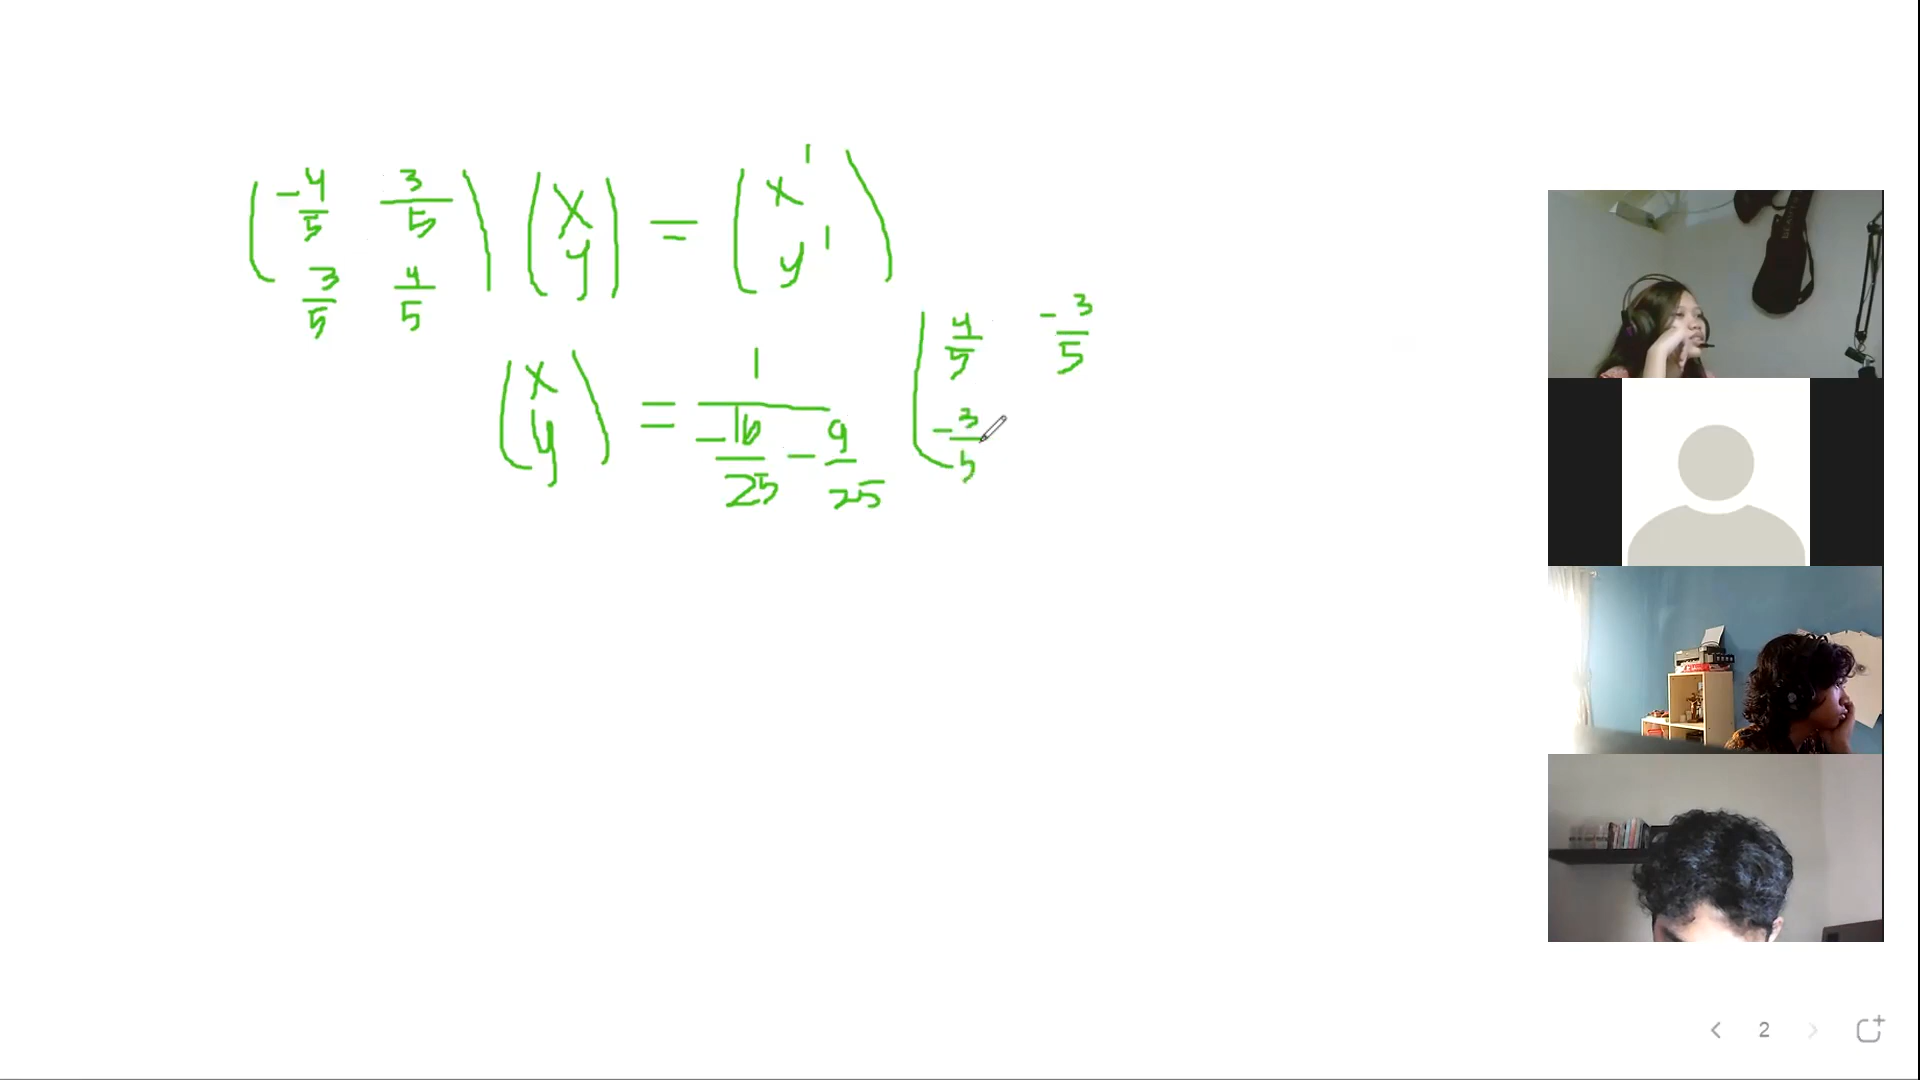 (-4/5 3/5) (x) = (x')
(3/5 4/5) (y) (y')
(x) = 1 (4/5 -3/5
(y) -16/25 - 9/25 (-3/5
2